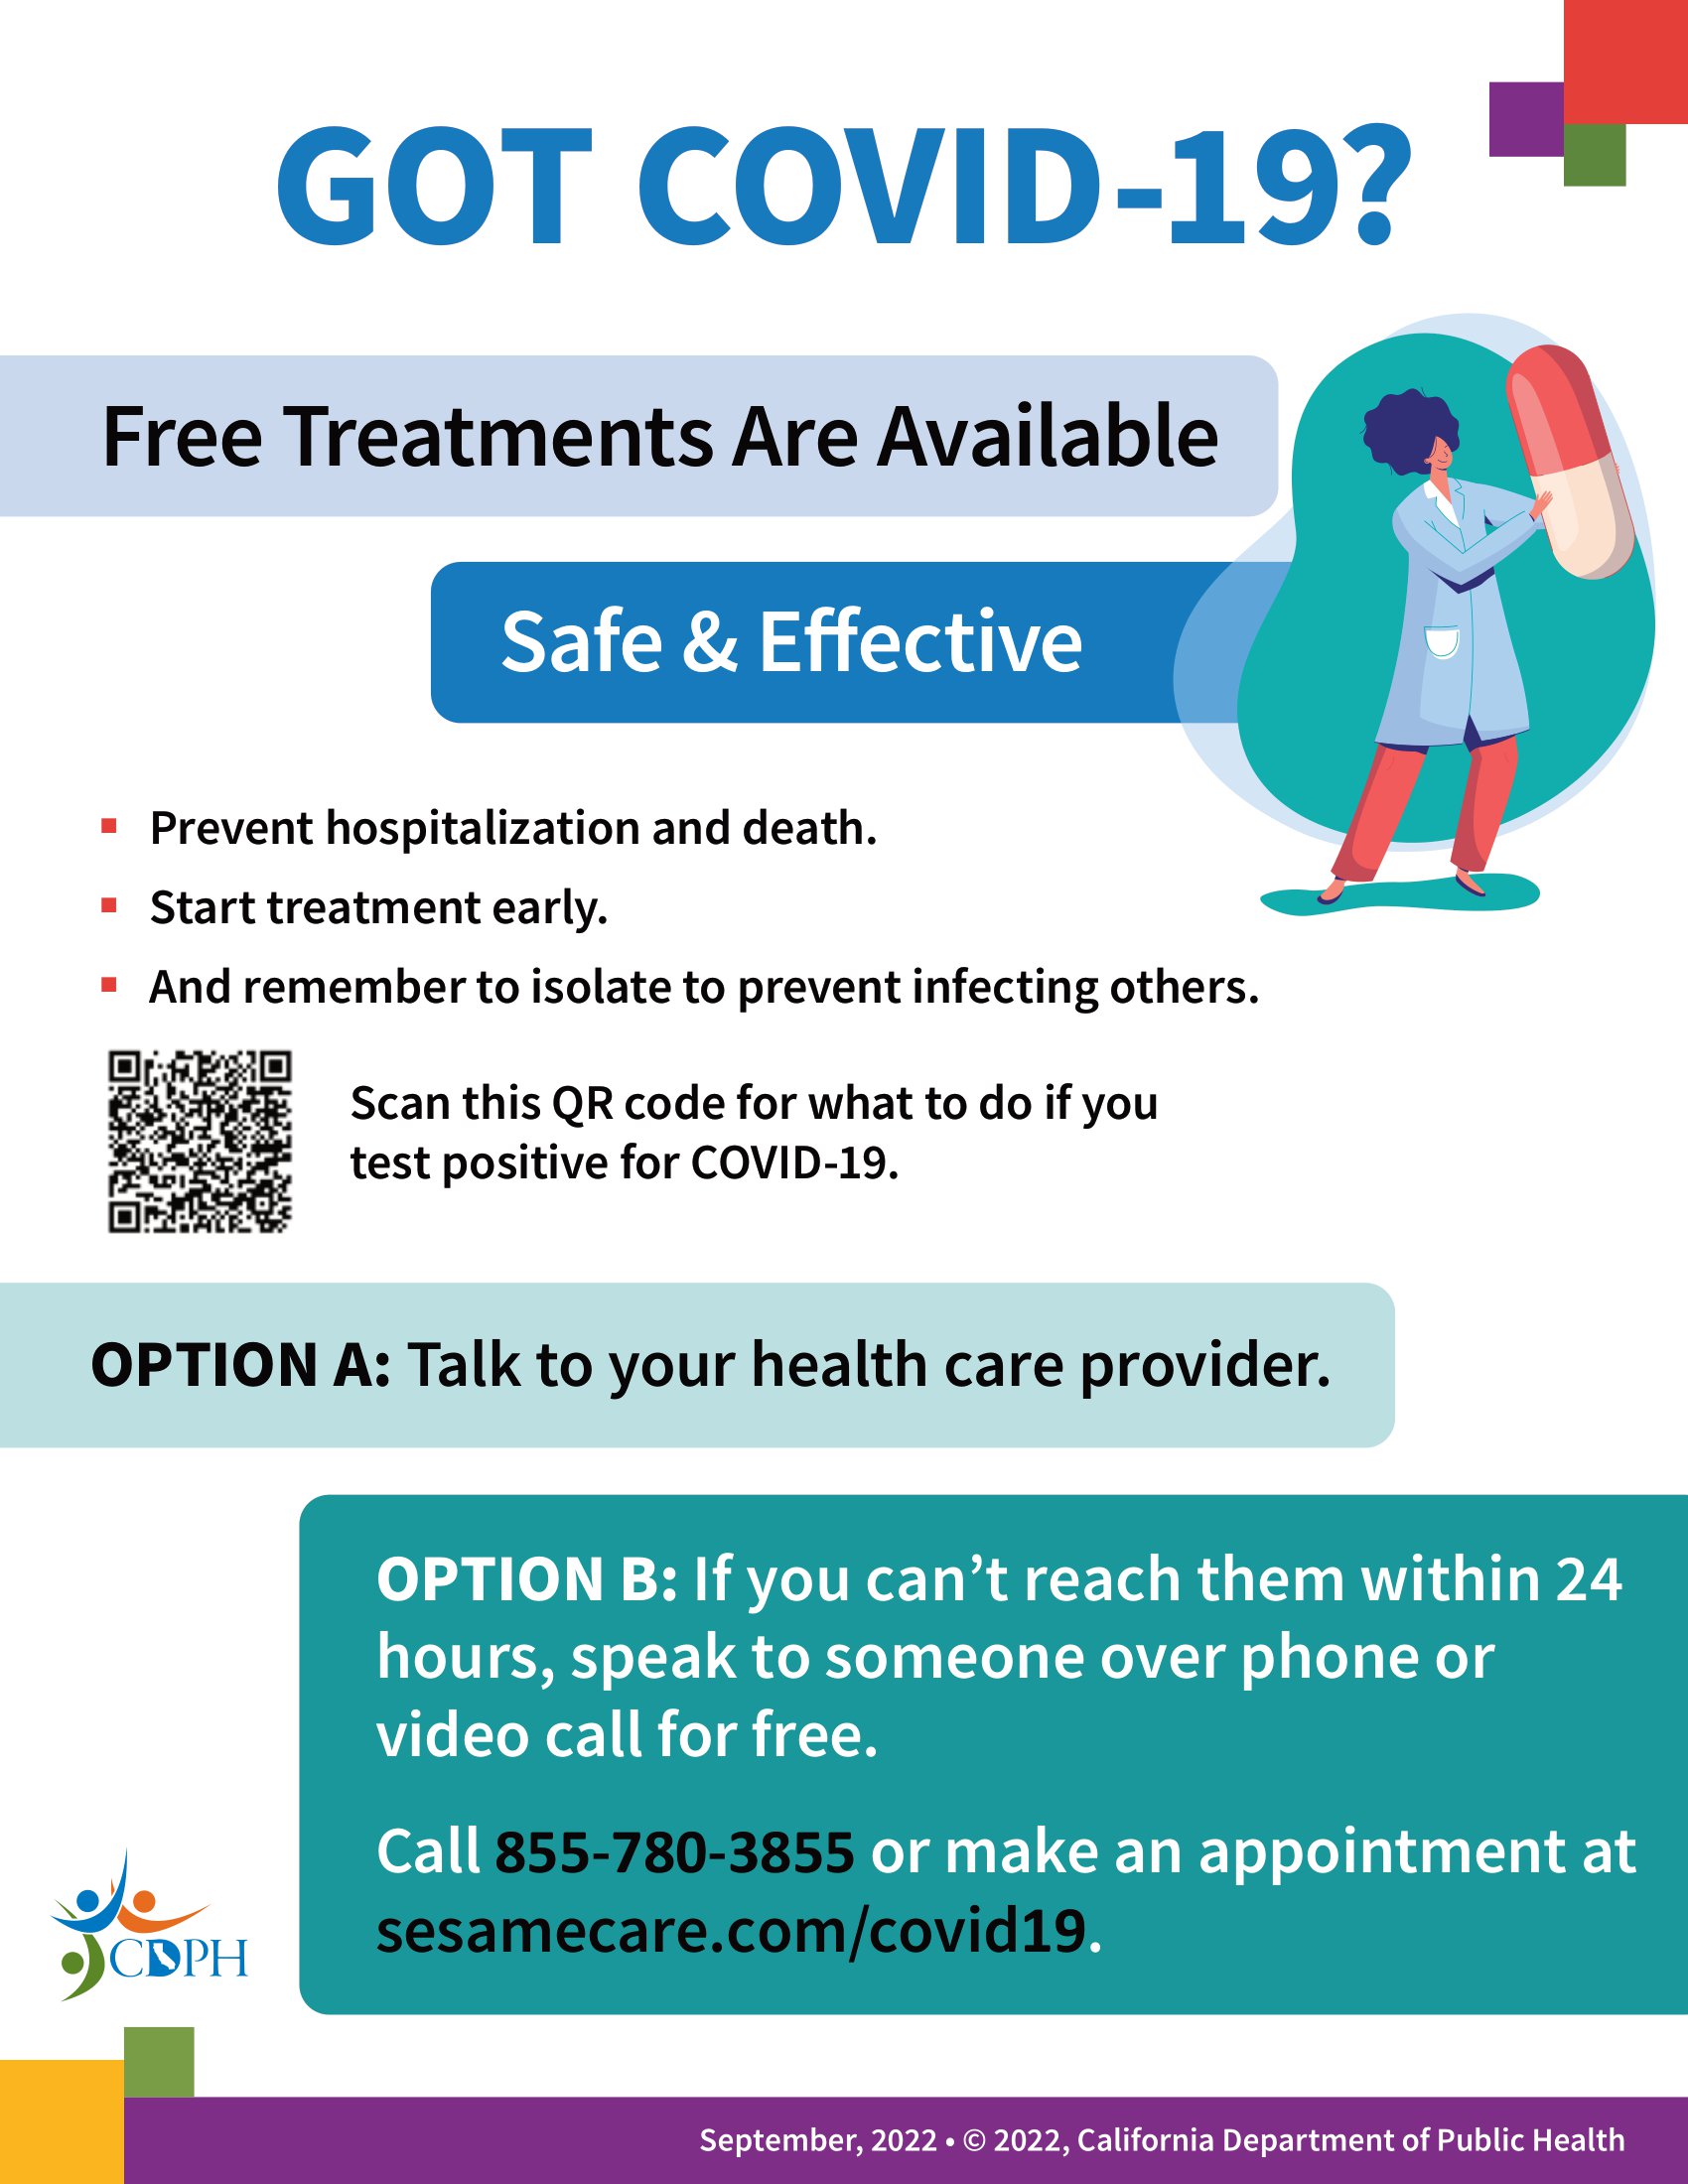 GOT COVID-19?
Free Treatments Are Available
Safe & Effective
▪ Prevent hospitalization and death.
▪ Start treatment early.
▪ And remember to isolate to prevent infecting others.
Scan this QR code for what to do if you
test positive for COVID-19.
OPTION A: Talk to your health care provider.
OPTION B: If you can’t reach them within 24
hours, speak to someone over phone or
video call for free.
Call 855-780-3855 or make an appointment at
sesamecare.com/covid19.
CDPH
September, 2022 • © 2022, California Department of Public Health